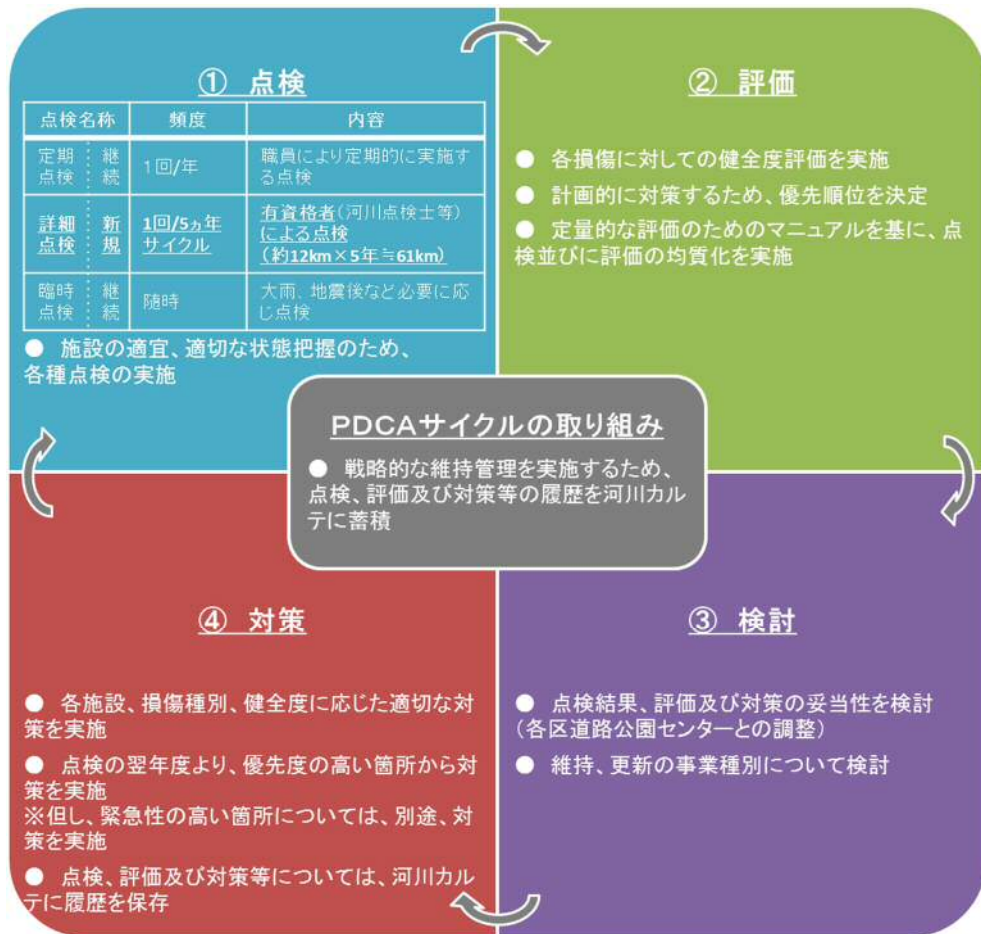 ① 点検
点検名称 頻度 内容
定期 継 1回/年 職員により定期的に実施す
点検 続 る点検
詳細 新 1回/5ヵ年 有資格者(河川点検士等)
点検 規 サイクル による点検
(約12km×5年≒61km)
臨時 継 随時 大雨、地震後など必要に応
点検 続 じ点検
● 施設の適宜、適切な状態把握のため、
各種点検の実施
② 評価
● 各損傷に対しての健全度評価を実施
● 計画的に対策するため、優先順位を決定
● 定量的な評価のためのマニュアルを基に、点
検並びに評価の均質化を実施
PDCAサイクルの取り組み
● 戦略的な維持管理を実施するため、
点検、評価及び対策等の履歴を河川カル
テに蓄積
④ 対策
● 各施設、損傷種別、健全度に応じた適切な対
策を実施
● 点検の翌年度より、優先度の高い箇所から対
策を実施
※但し、緊急性の高い箇所については、別途、対
策を実施
● 点検、評価及び対策等については、河川カル
テに履歴を保存
③ 検討
● 点検結果、評価及び対策の妥当性を検討
(各区道路公園センターとの調整)
● 維持、更新の事業種別について検討